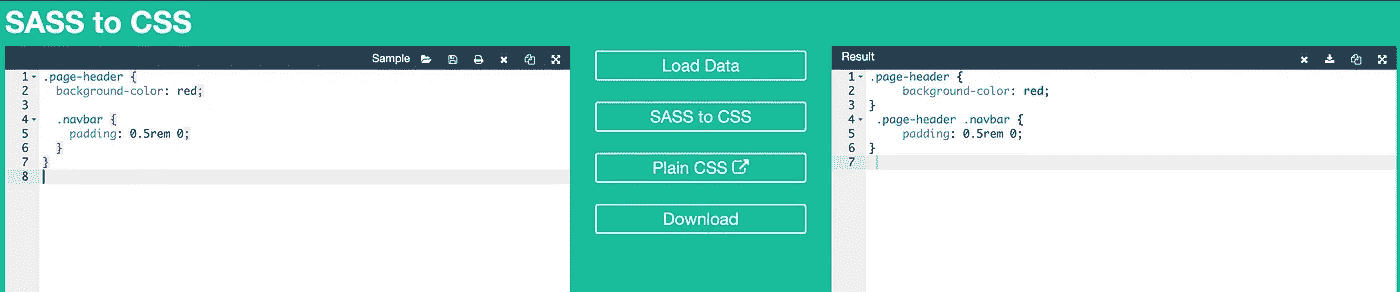 SASS to CSS
Sample
1 .page-header {
2   background-color: red;
3
4   .navbar {
5     padding: 0.5rem 0;
6   }
7 }
8
Load Data
SASS to CSS
Plain CSS
Download
Result
1 .page-header {
2     background-color: red;
3 }
4  .page-header .navbar {
5     padding: 0.5rem 0;
6 }
7